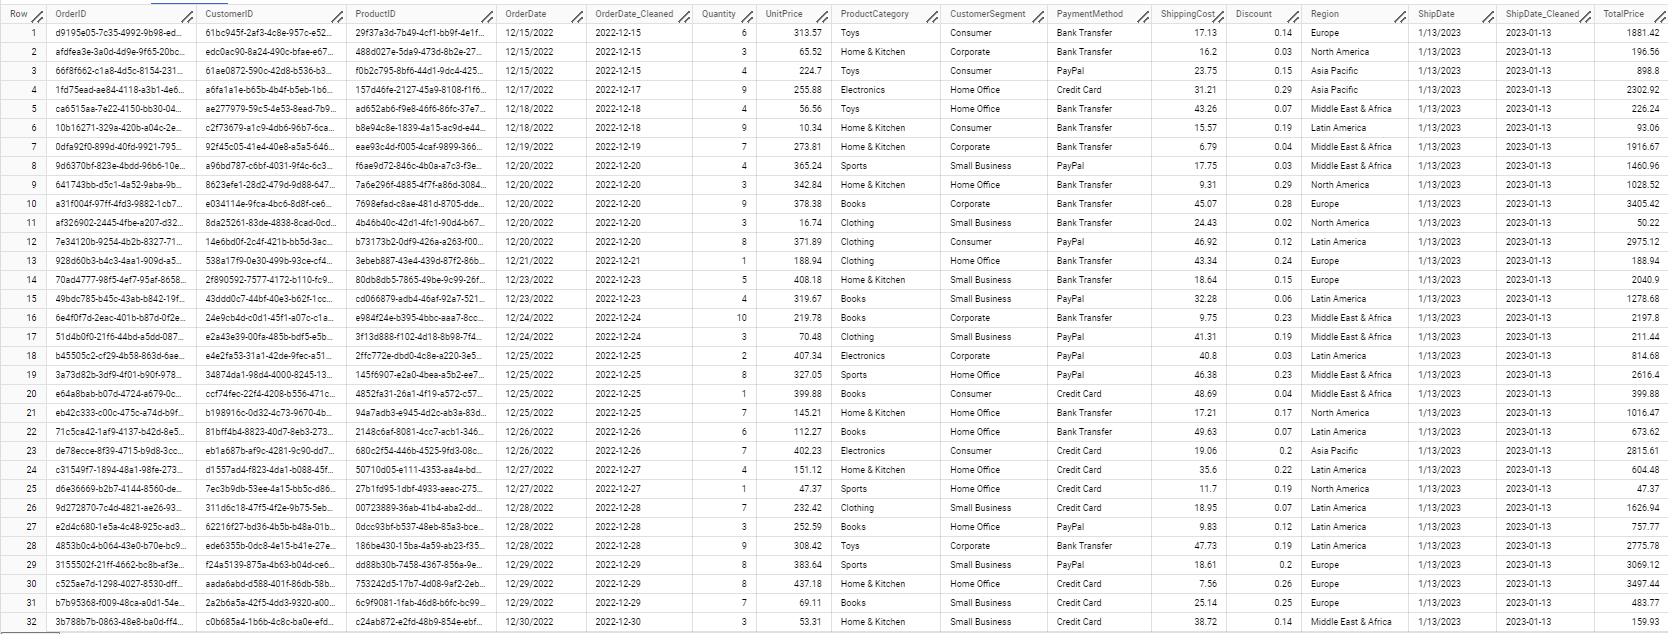 Row OrderID CustomerID ProductID OrderDate OrderDate_Cleaned Quantity UnitPrice ProductCategory CustomerSegment PaymentMethod ShippingCost Discount Region ShipDate ShipDate_Cleaned TotalPrice
1 d9195e05-7c35-4992-9b98-ed... 61bc945f-2af3-4c8e-957c-e52... 29f37a3d-7b49-4cf1-bb9f-4e1f... 12/15/2022 2022-12-15 6 313.57 Toys Consumer Bank Transfer 17.13 0.14 Europe 1/13/2023 2023-01-13 1881.42
2 afdfea3e-3a0d-4d9e-9f65-20bc... edc0ac90-8a24-490c-bfae-e67... 488d027e-5da9-473d-8b2e-27... 12/15/2022 2022-12-15 3 65.52 Home & Kitchen Corporate Bank Transfer 16.2 0.03 North America 1/13/2023 2023-01-13 196.56
3 66f8f662-c1a8-4d5c-8154-231... 61ae0872-590c-42d8-b536-b3... f0b2c795-8bf6-44d1-9dc4-425... 12/15/2022 2022-12-15 4 224.7 Toys Consumer PayPal 23.75 0.15 Asia Pacific 1/13/2023 2023-01-13 898.8
4 1fd75ead-ae84-4118-a3b1-4e6... a6fa1a1e-b65b-4b4f-b5eb-1b6... 157d46fe-2127-45a9-8108-f1f6... 12/17/2022 2022-12-17 9 255.88 Electronics Home Office Credit Card 31.21 0.29 Asia Pacific 1/13/2023 2023-01-13 2302.92
5 ca6515aa-7e22-4150-bb30-04... ae277979-59c5-4e53-8ead-7b9... ad652ab6-f9e8-46f6-86fc-37e7... 12/18/2022 2022-12-18 4 56.56 Toys Home Office Bank Transfer 43.26 0.07 Middle East & Africa 1/13/2023 2023-01-13 226.24
6 10b16271-329a-420b-a04c-2e... c2f73679-a1c9-4db6-96b7-6ca... b8e94c8e-1839-4a15-ac9d-e44... 12/18/2022 2022-12-18 9 10.34 Home & Kitchen Consumer Bank Transfer 15.57 0.19 Latin America 1/13/2023 2023-01-13 93.06
7 0dfa92f0-899d-40fd-9921-795... 92f45c05-41e4-40e8-a5a5-646... eae93c4d-f005-4caf-9899-366... 12/19/2022 2022-12-19 7 273.81 Home & Kitchen Corporate Bank Transfer 6.79 0.04 Middle East & Africa 1/13/2023 2023-01-13 1916.67
8 9d6370bf-823e-4bdd-96b6-10e... a96bd787-c6bf-4031-9f4c-6c3... f6ae9d72-846c-4b0a-a7c3-f3e... 12/20/2022 2022-12-20 4 365.24 Sports Small Business PayPal 17.75 0.03 Middle East & Africa 1/13/2023 2023-01-13 1460.96
9 641743bb-d5c1-4a52-9aba-9b... 8623efe1-28d2-479d-9d88-647... 7a6e296f-4885-4f7f-a86d-3084... 12/20/2022 2022-12-20 3 342.84 Home & Kitchen Home Office Bank Transfer 9.31 0.29 North America 1/13/2023 2023-01-13 1028.52
10 a31f004f-97ff-4fd3-9882-1cb7... e034114e-9fca-4bc6-8d8f-ce6... 7698efad-c8ae-481d-8705-dde... 12/20/2022 2022-12-20 9 378.38 Books Corporate Bank Transfer 45.07 0.28 Europe 1/13/2023 2023-01-13 3405.42
11 af326902-2445-4fbe-a207-d32... 8da25261-83de-4838-8cad-0cd... 4b46b40c-42d1-4fc1-90d4-b67... 12/20/2022 2022-12-20 3 16.74 Clothing Small Business Bank Transfer 24.43 0.02 North America 1/13/2023 2023-01-13 50.22
12 7e34120b-9254-4b2b-8327-71... 14e6bd0f-2c4f-421b-bb5d-3ac... b73173b2-0df9-426a-a263-f00... 12/20/2022 2022-12-20 8 371.89 Clothing Consumer PayPal 46.92 0.12 Latin America 1/13/2023 2023-01-13 2975.12
13 928d60b3-b4c3-4aa1-909d-a5... 538a17f9-0e30-499b-93ce-cf4... 3ebeb887-43e4-439d-87f2-86b... 12/21/2022 2022-12-21 1 188.94 Clothing Home Office Bank Transfer 43.34 0.24 Europe 1/13/2023 2023-01-13 188.94
14 70ad4777-98f5-4ef7-95af-8658... 2f890592-7577-4172-b110-fc9... 80db8db5-7865-49be-9c99-26f... 12/23/2022 2022-12-23 5 408.18 Home & Kitchen Small Business Bank Transfer 18.64 0.15 Europe 1/13/2023 2023-01-13 2040.9
15 49bdc785-b45c-43ab-b842-19f... 43ddd0c7-44bf-40e3-b62f-1cc... cd066879-adb4-46af-92a7-521... 12/23/2022 2022-12-23 4 319.67 Books Small Business PayPal 32.28 0.06 Latin America 1/13/2023 2023-01-13 1278.68
16 6e4f0f7d-2eac-401b-b87d-0f2e... 24e9cb4d-c0d1-45f1-a07c-c1a... e984f24e-b395-4bbc-aaa7-8cc... 12/24/2022 2022-12-24 10 219.78 Books Corporate Bank Transfer 9.75 0.23 Middle East & Africa 1/13/2023 2023-01-13 2197.8
17 51d4b0f0-21f6-44bd-a5dd-087... e2a43e39-00fa-485b-bdf5-e5b... 3f13d888-f102-4d18-8b98-7f4... 12/24/2022 2022-12-24 3 70.48 Clothing Small Business PayPal 41.31 0.19 Middle East & Africa 1/13/2023 2023-01-13 211.44
18 b45505c2-cf29-4b58-863d-6ae... e4e2fa53-31a1-42de-9fec-a51... 2ffc772e-dbd0-4c8e-a220-3e5... 12/25/2022 2022-12-25 2 407.34 Electronics Corporate PayPal 40.8 0.03 Latin America 1/13/2023 2023-01-13 814.68
19 3a73d82b-3df9-4f01-b90f-978... 34874da1-98d4-4000-8245-13... 145f6907-e2a0-4bea-a5b2-ee7... 12/25/2022 2022-12-25 8 327.05 Sports Home Office PayPal 46.38 0.23 Middle East & Africa 1/13/2023 2023-01-13 2616.4
20 e64a8bab-b07d-4724-a679-0c... ccf74fec-22f4-4208-b556-471c... 4852fa31-26a1-4f19-a572-c57... 12/25/2022 2022-12-25 1 399.88 Books Consumer Credit Card 48.69 0.04 Middle East & Africa 1/13/2023 2023-01-13 399.88
21 eb42c333-c00c-475c-a74d-b9f... b198916c-0d32-4c73-9670-4b... 94a7adb3-e945-4d2c-ab3a-83d... 12/25/2022 2022-12-25 7 145.21 Home & Kitchen Home Office Bank Transfer 17.21 0.17 North America 1/13/2023 2023-01-13 1016.47
22 71c5ca42-1af9-4137-b42d-8e5... 81bff4b4-8823-40d7-8eb3-273... 2148c6af-8081-4cc7-acb1-346... 12/26/2022 2022-12-26 6 112.27 Books Home Office Bank Transfer 49.63 0.07 Latin America 1/13/2023 2023-01-13 673.62
23 de78ecce-8f39-4715-b9d8-3cc... eb1a687b-af9c-4281-9c90-dd7... 680c2f54-446b-4525-9fd3-08c... 12/26/2022 2022-12-26 7 402.23 Electronics Consumer Credit Card 19.06 0.2 Asia Pacific 1/13/2023 2023-01-13 2815.61
24 c31549f7-1894-48a1-98fe-273... d1557ad4-f823-4da1-b088-45f... 50710d05-e111-4353-aa4a-bd... 12/27/2022 2022-12-27 4 151.12 Home & Kitchen Home Office Credit Card 35.6 0.22 Latin America 1/13/2023 2023-01-13 604.48
25 d6e36669-b2b7-4144-8560-de... 7ec3b9db-53ee-4a15-bb5c-d86... 27b1fd95-1dbf-4933-aeac-275... 12/27/2022 2022-12-27 1 47.37 Sports Home Office Credit Card 11.7 0.19 North America 1/13/2023 2023-01-13 47.37
26 9d272870-7c4d-4821-ae26-93... 311d6c18-47f5-4f2e-9b75-5eb... 00723889-36ab-41b4-aba2-dd... 12/28/2022 2022-12-28 7 232.42 Clothing Small Business Credit Card 18.95 0.07 Latin America 1/13/2023 2023-01-13 1626.94
27 e2d4c680-1e5a-4c48-925c-ad3... 62216f27-bd36-4b5b-b48a-01b... 0dcc93bf-b537-48eb-85a3-bce... 12/28/2022 2022-12-28 3 252.59 Books Home Office PayPal 9.83 0.12 Latin America 1/13/2023 2023-01-13 757.77
28 4853b0c4-b064-43e0-b70e-bc9... ede6355b-0dc8-4e15-b41e-27e... 186be430-15ba-4a59-ab23-f35... 12/28/2022 2022-12-28 9 308.42 Toys Corporate Bank Transfer 47.73 0.19 Latin America 1/13/2023 2023-01-13 2775.78
29 3155502f-21ff-4662-bc8b-af3e... f24a5139-875a-4b63-b04d-ce6... dd88b30b-7458-4367-856a-9e... 12/29/2022 2022-12-29 8 383.64 Sports Small Business PayPal 18.61 0.2 Europe 1/13/2023 2023-01-13 3069.12
30 c525ae7d-1298-4027-8530-dff... aada6abd-d588-401f-86db-58b... 753242d5-17b7-4d08-9af2-2eb... 12/29/2022 2022-12-29 8 437.18 Home & Kitchen Home Office Credit Card 7.56 0.26 Europe 1/13/2023 2023-01-13 3497.44
31 b7b95368-f009-48ca-a0d1-54e... 2a2b6a5a-42f5-4dd3-9320-a00... 6c9f9081-1fab-46d8-b6fc-bc99... 12/29/2022 2022-12-29 7 69.11 Books Small Business Credit Card 25.14 0.25 Europe 1/13/2023 2023-01-13 483.77
32 3b788b7b-0863-48e8-ba0d-ff4... c0b685a4-1b6b-4c8c-ba0e-efd... c24ab872-e2fd-48b9-854e-ebf... 12/30/2022 2022-12-30 3 53.31 Home & Kitchen Small Business Credit Card 38.72 0.14 Middle East & Africa 1/13/2023 2023-01-13 159.93